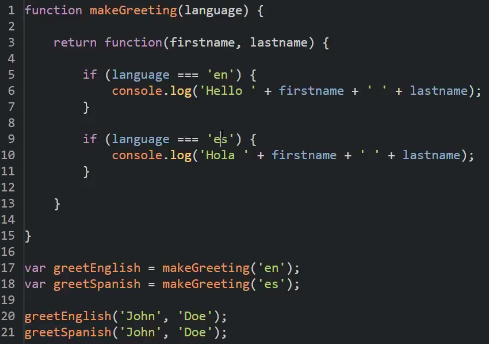 1 function makeGreeting(language) {
2
3     return function(firstname, lastname) {
4
5         if (language === 'en') {
6             console.log('Hello ' + firstname + ' ' + lastname);
7         }
8
9         if (language === 'es') {
10             console.log('Hola ' + firstname + ' ' + lastname);
11         }
12
13     }
14
15 }
16
17 var greetEnglish = makeGreeting('en');
18 var greetSpanish = makeGreeting('es');
19
20 greetEnglish('John', 'Doe');
21 greetSpanish('John', 'Doe');